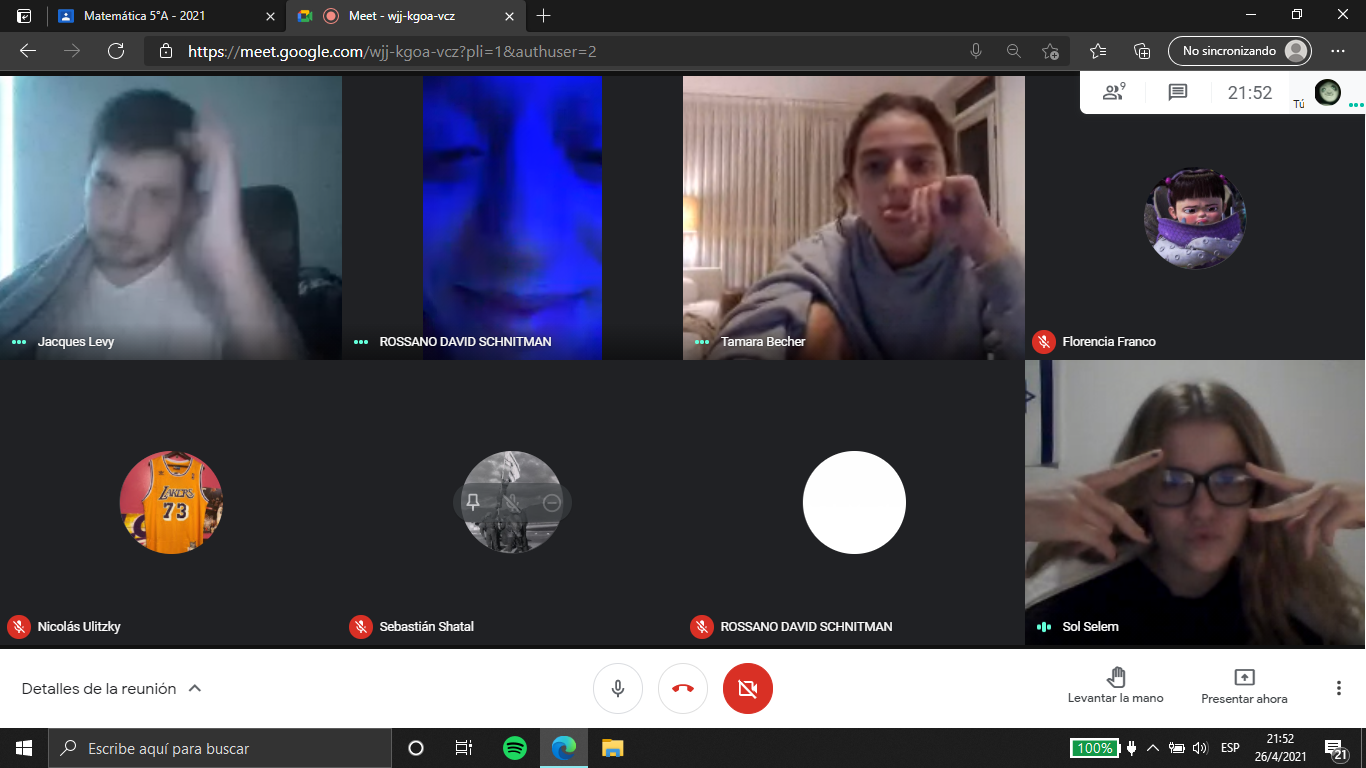 Matemática 5°A - 2021
Meet - wjj-kgoa-vcz
https://meet.google.com/wjj-kgoa-vcz?pli=1&authuser=2
No sincronizando
9
21:52
Tú
Jacques Levy
ROSSANO DAVID SCHNITMAN
Tamara Becher
Florencia Franco
LAKERS
73
Nicolás Ulitzky
Sebastián Shatal
ROSSANO DAVID SCHNITMAN
Sol Selem
Detalles de la reunión
Levantar la mano
Presentar ahora
Escribe aquí para buscar
100%
ESP
21:52
26/4/2021
21